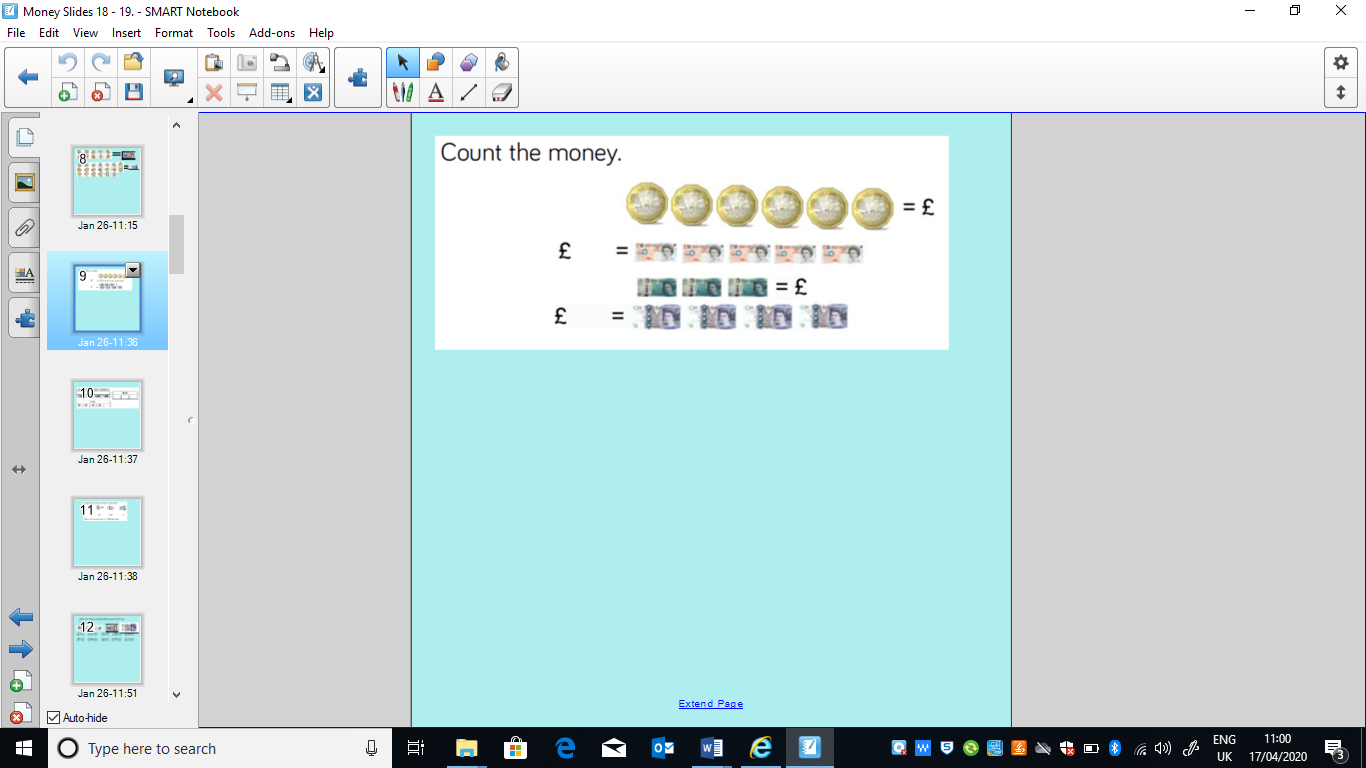 Money Slides 18 - 19. - SMART Notebook
File Edit View Insert Format Tools Add-ons Help
8
Jan 26-11:15
9
Jan 26-11:36
10
Jan 26-11:37
11
Jan 26-11:38
12
Jan 26-11:51
Auto-hide
Count the money.
= £
£ =
= £
£ =
Extend Page
Type here to search
ENG
UK
11:00
17/04/2020
3